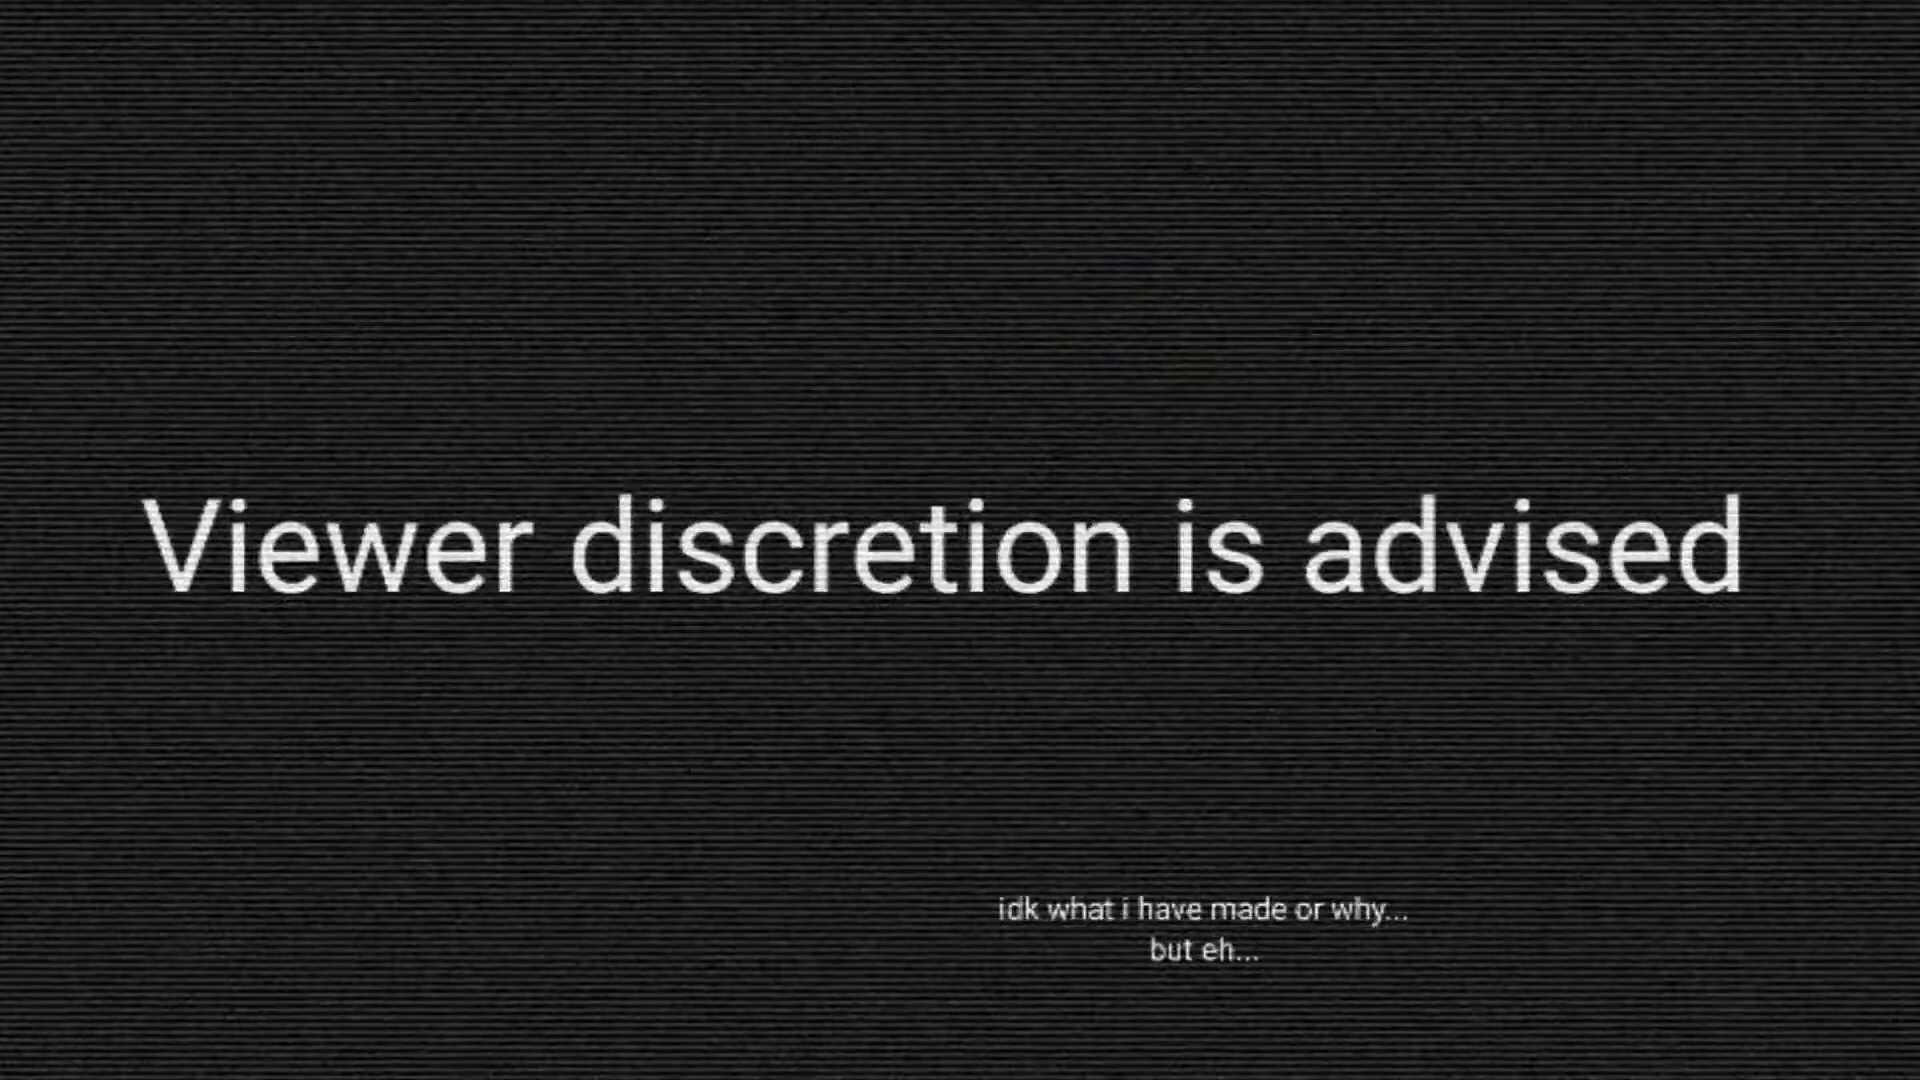 Viewer discretion is advised
idk what i have made or why...
but eh...